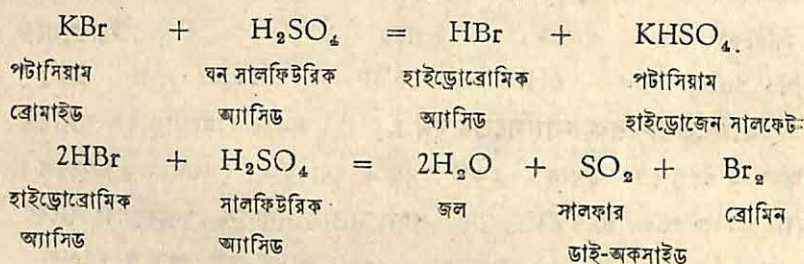 KBr + H₂SO₄ = HBr + KHSO₄.
পটাসিয়াম ঘন সালফিউরিক হাইড্রোব্রোমিক পটাসিয়াম
ব্রোমাইড অ্যাসিড অ্যাসিড হাইড্রোজেন সালফেট
2HBr + H₂SO₄ = 2H₂O + SO₂ + Br₂
হাইড্রোব্রোমিক সালফিউরিক জল সালফার ব্রোমিন
অ্যাসিড অ্যাসিড ডাই-অকসাইড